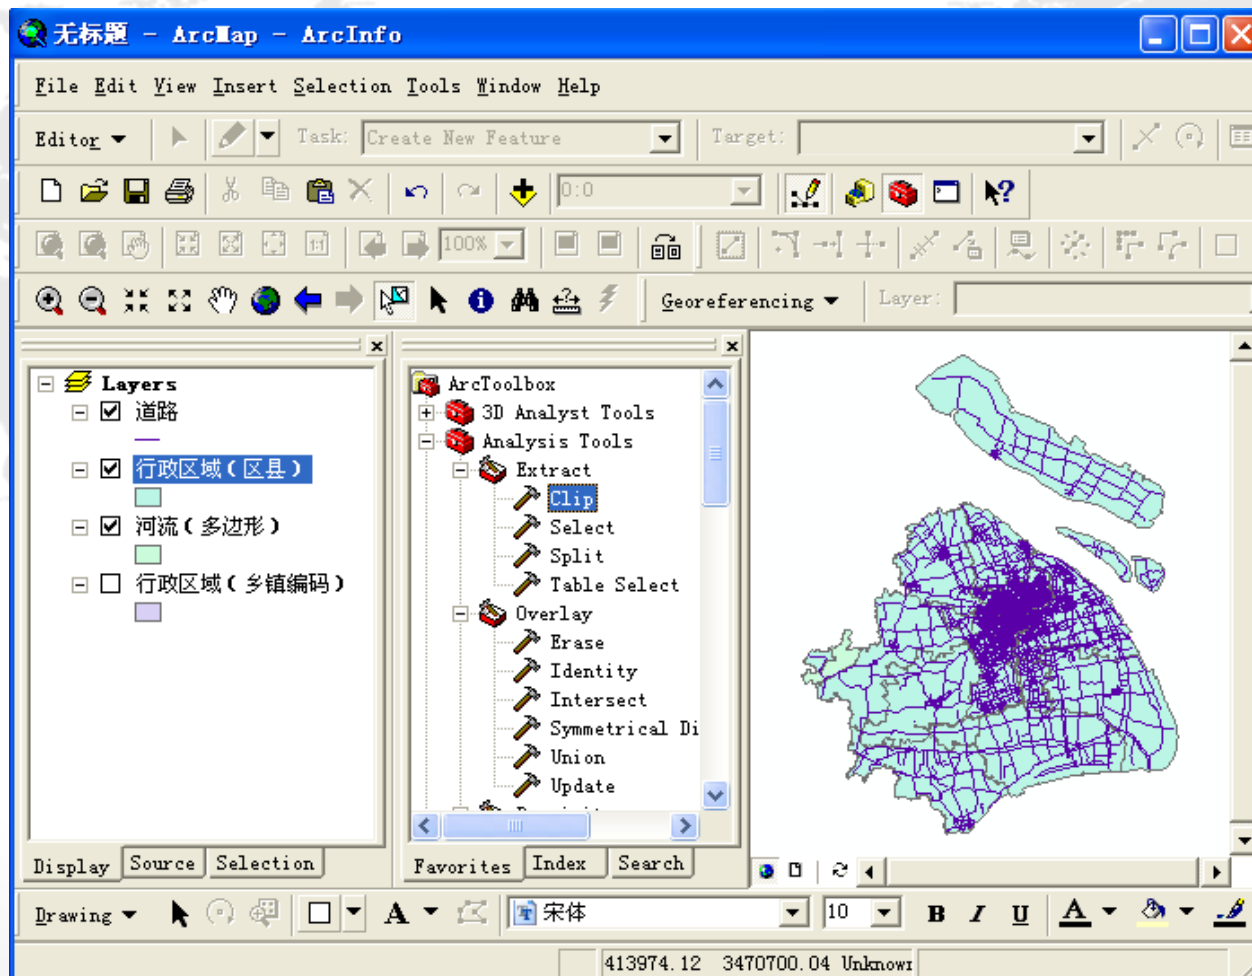 无标题 - ArcMap - ArcInfo
File Edit View Insert Selection Tools Window Help
Editor Task: Create New Feature Target:
0:0
1:1 100%
Georeferencing Layer:
Layers
道路
行政区域(区县)
河流(多边形)
行政区域(乡镇编码)
Display Source Selection
ArcToolbox
3D Analyst Tools
Analysis Tools
Extract
Clip
Select
Split
Table Select
Overlay
Erase
Identity
Intersect
Symmetrical Di
Union
Update
Favorites Index Search
Drawing A 宋体 10 B I U A
413974.12 3470700.04 Unknown